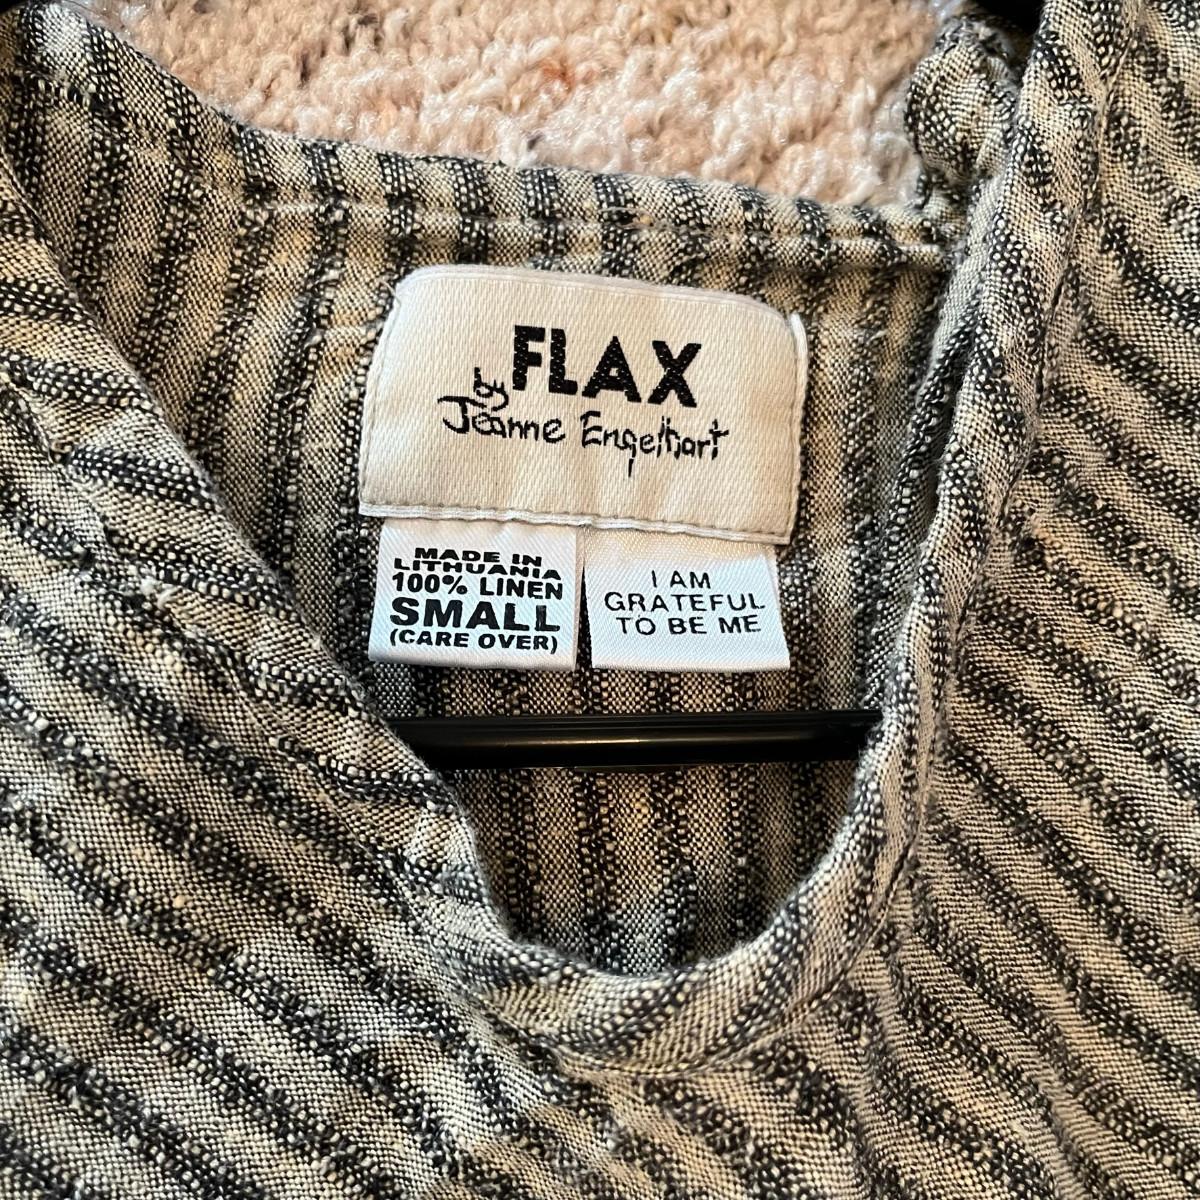 FLAX
by Jeanne Engelhart
MADE IN
LITHUANIA
100% LINEN
SMALL
(CARE OVER)
I AM
GRATEFUL
TO BE ME